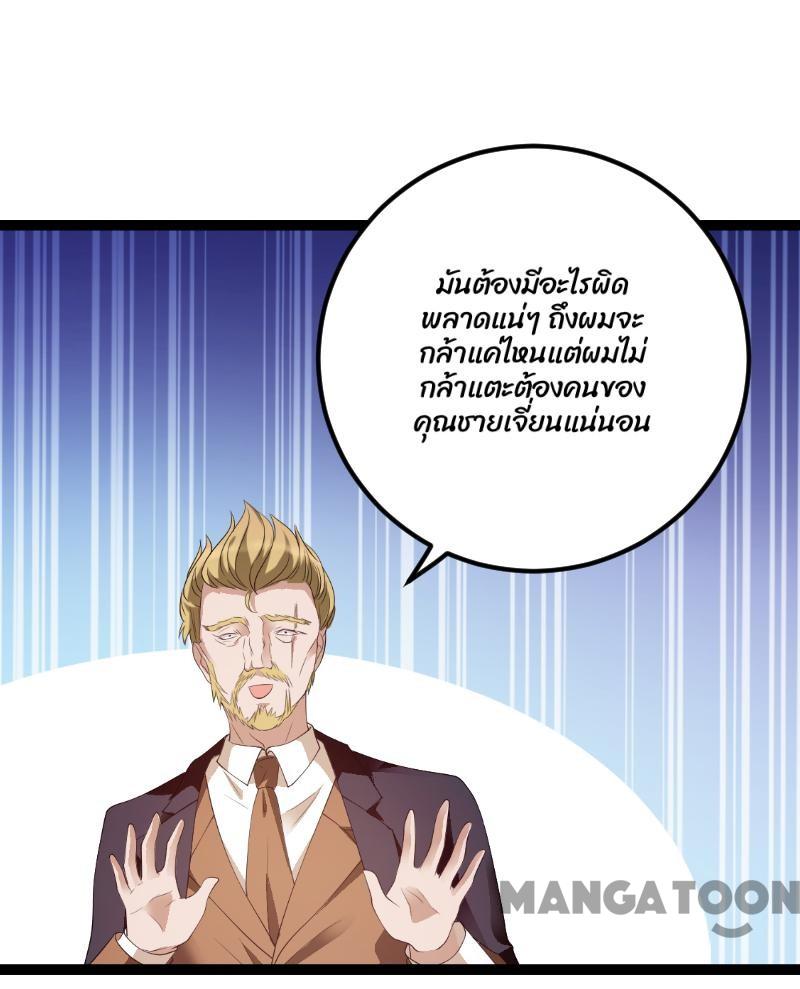 มันต้องมีอะไรผิด
พลาดแน่ๆ ถึงผมจะ
กล้าแค่ไหนแต่ผมไม่
กล้าแตะต้องคนของ
คุณชายเจี่ยนแน่นอน
MANGATOON